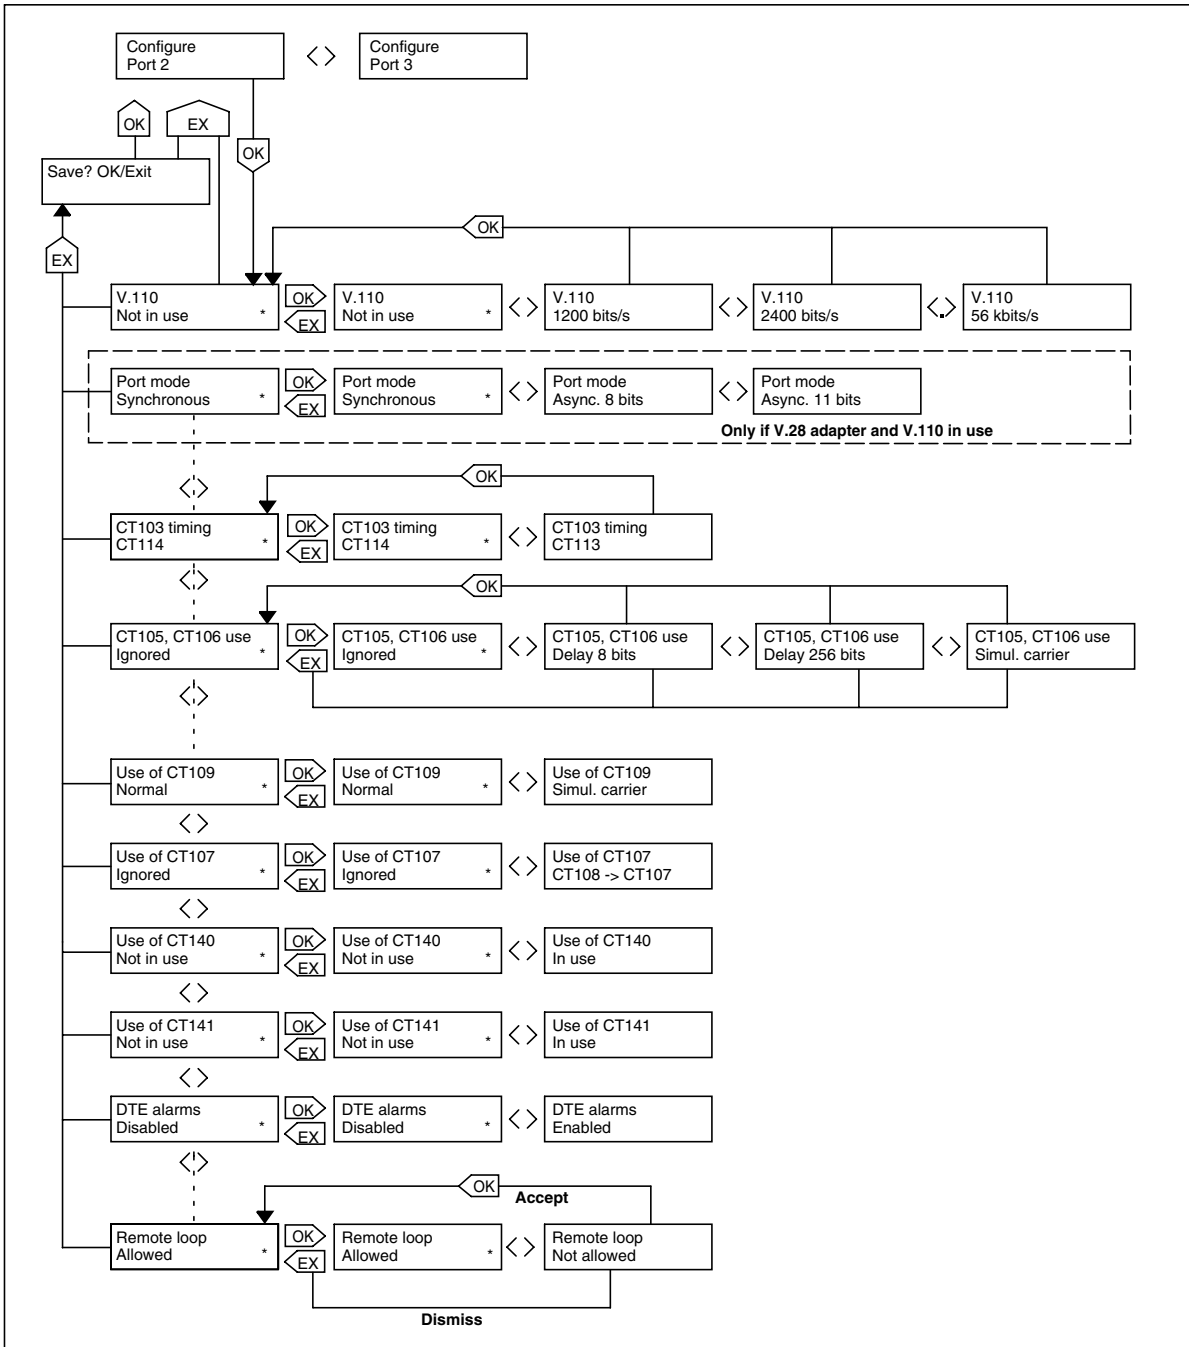 Configure
Port 2
< >
Configure
Port 3
OK
EX
OK
Save? OK/Exit
OK
EX
V.110
Not in use *
OK
EX
V.110
Not in use *
< >
V.110
1200 bits/s
< >
V.110
2400 bits/s
<.>
V.110
56 kbits/s
Port mode
Synchronous *
OK
EX
Port mode
Synchronous *
< >
Port mode
Async. 8 bits
< >
Port mode
Async. 11 bits
Only if V.28 adapter and V.110 in use
< >
OK
CT103 timing
CT114 *
OK
EX
CT103 timing
CT114 *
< >
CT103 timing
CT113
< >
OK
CT105, CT106 use
Ignored *
OK
EX
CT105, CT106 use
Ignored *
< >
CT105, CT106 use
Delay 8 bits
< >
CT105, CT106 use
Delay 256 bits
< >
CT105, CT106 use
Simul. carrier
< >
Use of CT109
Normal *
OK
EX
Use of CT109
Normal *
< >
Use of CT109
Simul. carrier
< >
Use of CT107
Ignored *
OK
EX
Use of CT107
Ignored *
< >
Use of CT107
CT108 -> CT107
< >
Use of CT140
Not in use *
OK
EX
Use of CT140
Not in use *
< >
Use of CT140
In use
< >
Use of CT141
Not in use *
OK
EX
Use of CT141
Not in use *
< >
Use of CT141
In use
< >
DTE alarms
Disabled *
OK
EX
DTE alarms
Disabled *
< >
DTE alarms
Enabled
< >
OK
Accept
Remote loop
Allowed *
OK
EX
Remote loop
Allowed *
< >
Remote loop
Not allowed
Dismiss